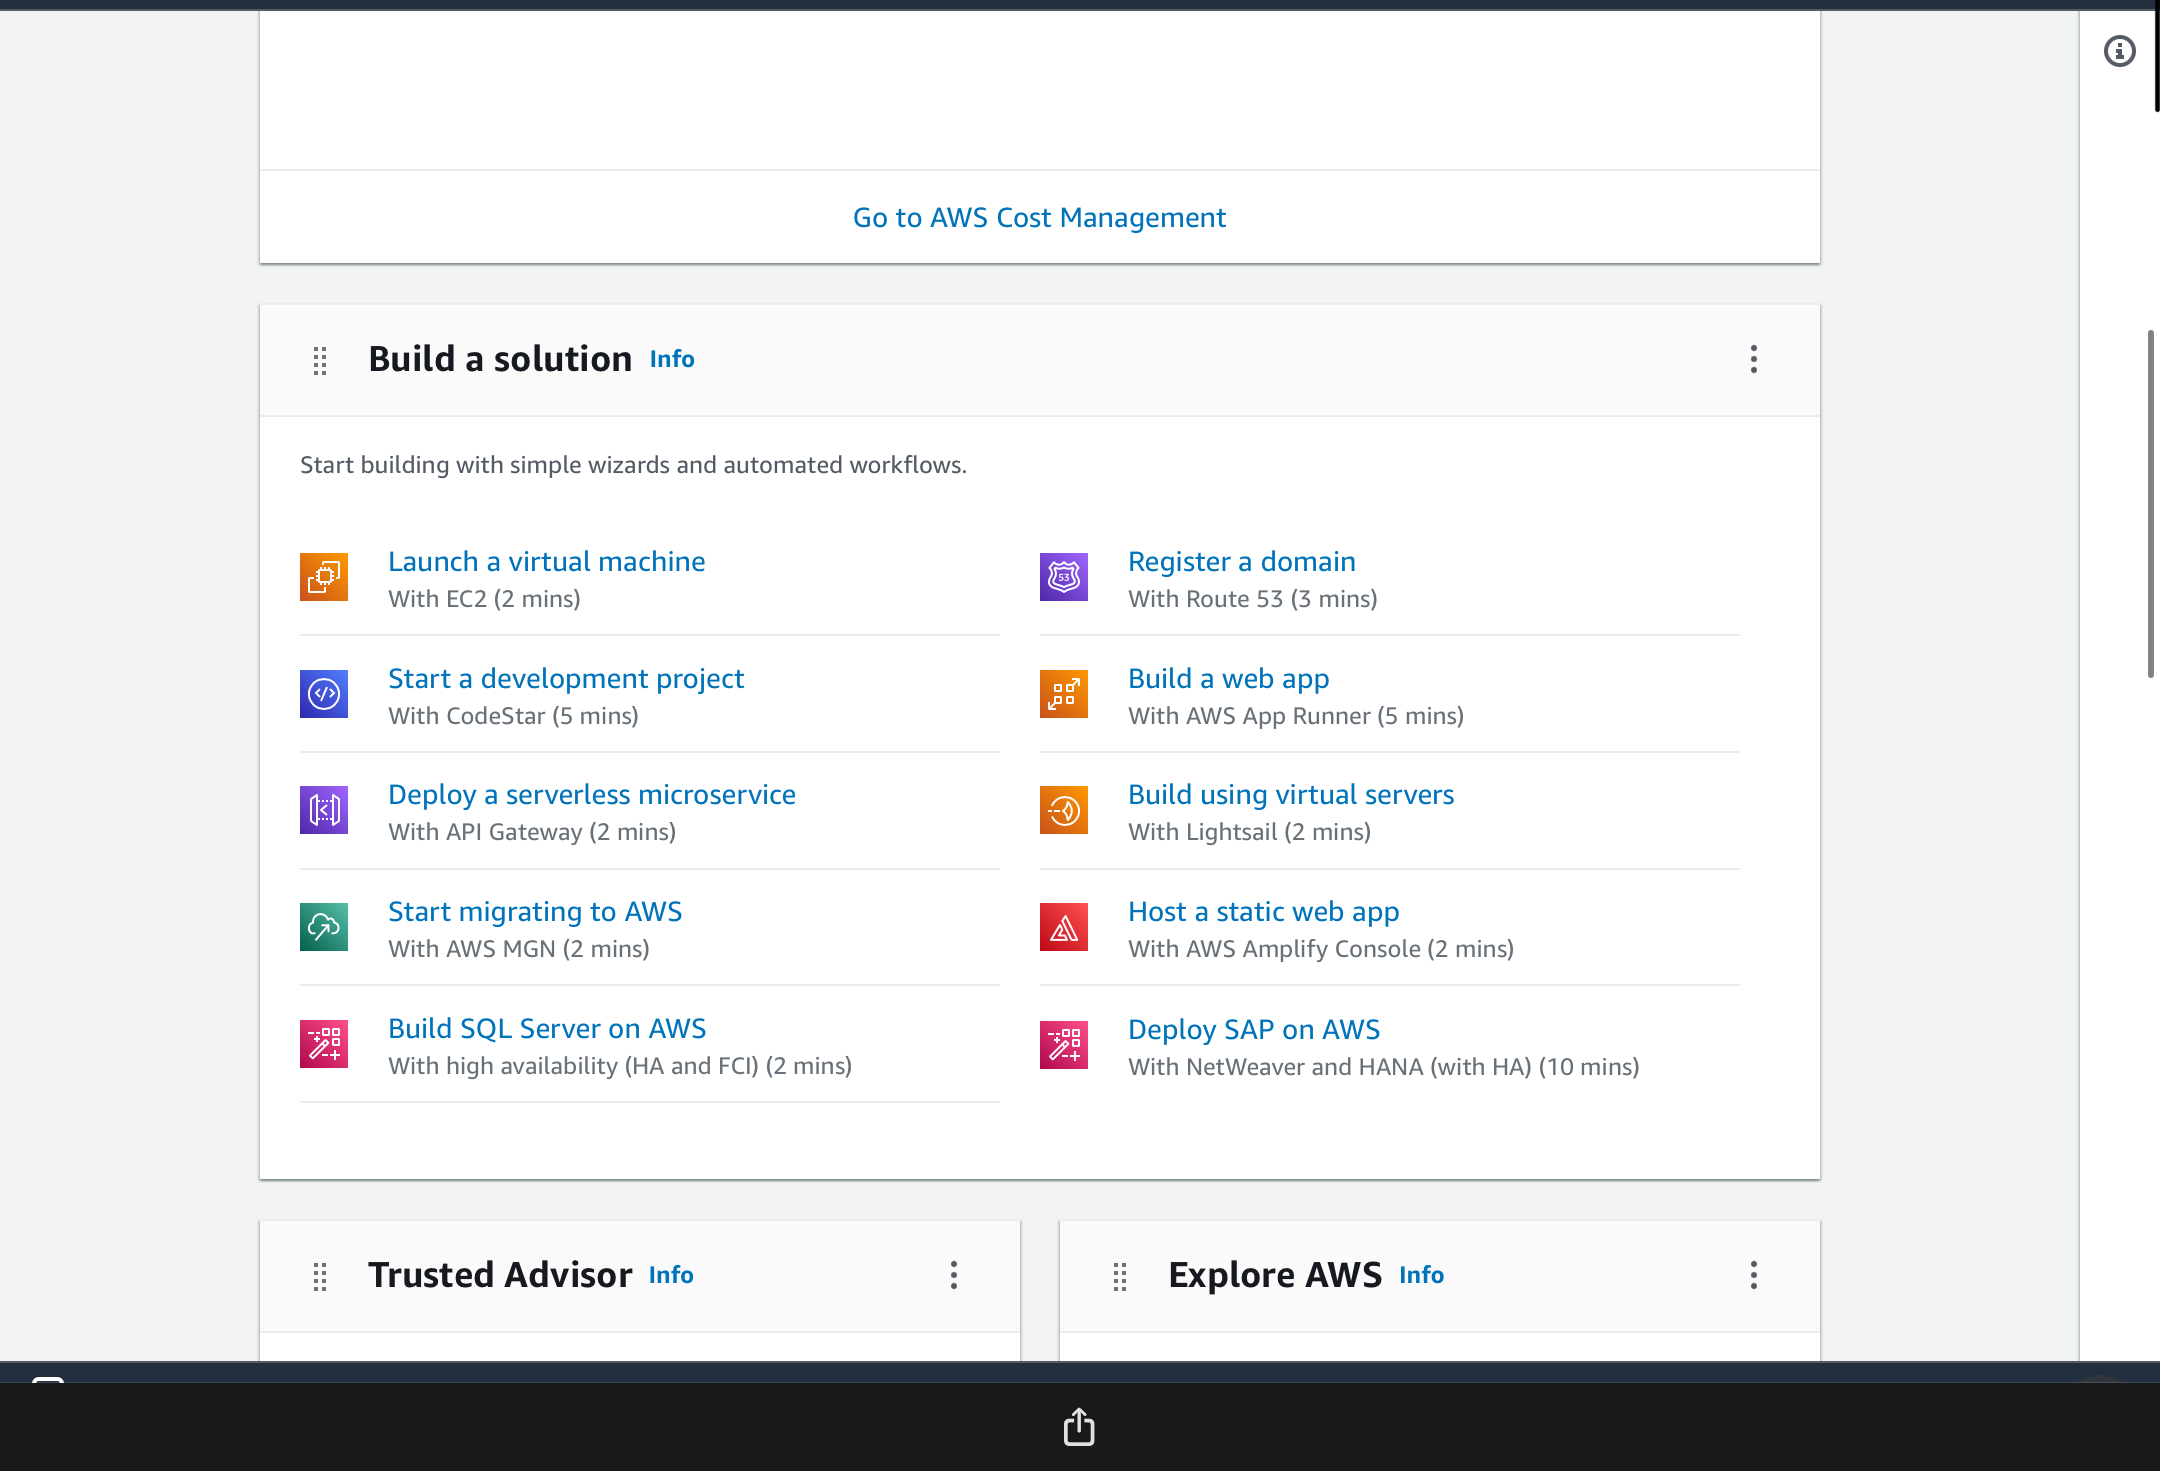 Go to AWS Cost Management
Build a solution Info
Start building with simple wizards and automated workflows.
Launch a virtual machine
With EC2 (2 mins)
Register a domain
With Route 53 (3 mins)
Start a development project
With CodeStar (5 mins)
Build a web app
With AWS App Runner (5 mins)
Deploy a serverless microservice
With API Gateway (2 mins)
Build using virtual servers
With Lightsail (2 mins)
Start migrating to AWS
With AWS MGN (2 mins)
Host a static web app
With AWS Amplify Console (2 mins)
Build SQL Server on AWS
With high availability (HA and FCI) (2 mins)
Deploy SAP on AWS
With NetWeaver and HANA (with HA) (10 mins)
Trusted Advisor Info
Explore AWS Info
53